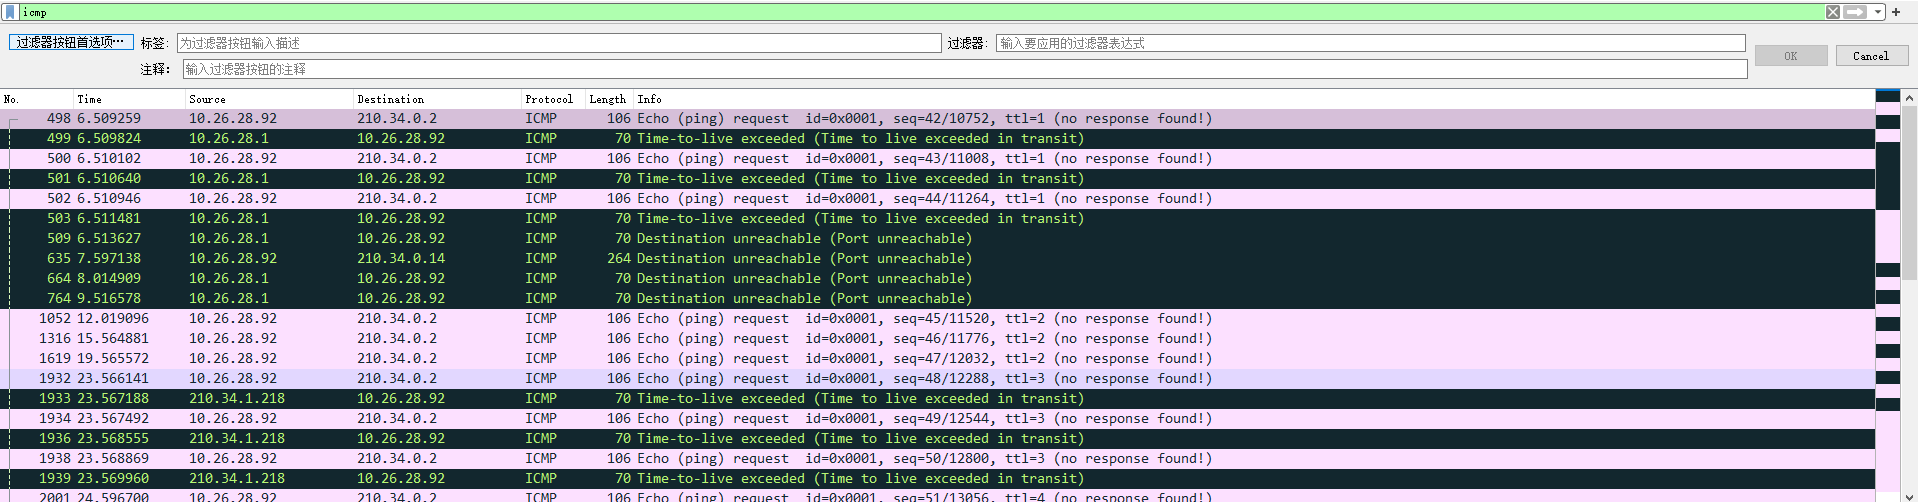 icmp
过滤器按钮首选项… 标签: 为过滤器按钮输入描述 过滤器: 输入要应用的过滤器表达式 OK Cancel
注释: 输入过滤器按钮的注释
No. Time Source Destination Protocol Length Info
498 6.509259 10.26.28.92 210.34.0.2 ICMP 106 Echo (ping) request id=0x0001, seq=42/10752, ttl=1 (no response found!)
499 6.509824 10.26.28.1 10.26.28.92 ICMP 70 Time-to-live exceeded (Time to live exceeded in transit)
500 6.510102 10.26.28.92 210.34.0.2 ICMP 106 Echo (ping) request id=0x0001, seq=43/11008, ttl=1 (no response found!)
501 6.510640 10.26.28.1 10.26.28.92 ICMP 70 Time-to-live exceeded (Time to live exceeded in transit)
502 6.510946 10.26.28.92 210.34.0.2 ICMP 106 Echo (ping) request id=0x0001, seq=44/11264, ttl=1 (no response found!)
503 6.511481 10.26.28.1 10.26.28.92 ICMP 70 Time-to-live exceeded (Time to live exceeded in transit)
509 6.513627 10.26.28.1 10.26.28.92 ICMP 70 Destination unreachable (Port unreachable)
635 7.597138 10.26.28.92 210.34.0.14 ICMP 264 Destination unreachable (Port unreachable)
664 8.014909 10.26.28.1 10.26.28.92 ICMP 70 Destination unreachable (Port unreachable)
764 9.516578 10.26.28.1 10.26.28.92 ICMP 70 Destination unreachable (Port unreachable)
1052 12.019096 10.26.28.92 210.34.0.2 ICMP 106 Echo (ping) request id=0x0001, seq=45/11520, ttl=2 (no response found!)
1316 15.564881 10.26.28.92 210.34.0.2 ICMP 106 Echo (ping) request id=0x0001, seq=46/11776, ttl=2 (no response found!)
1619 19.565572 10.26.28.92 210.34.0.2 ICMP 106 Echo (ping) request id=0x0001, seq=47/12032, ttl=2 (no response found!)
1932 23.566141 10.26.28.92 210.34.0.2 ICMP 106 Echo (ping) request id=0x0001, seq=48/12288, ttl=3 (no response found!)
1933 23.567188 210.34.1.218 10.26.28.92 ICMP 70 Time-to-live exceeded (Time to live exceeded in transit)
1934 23.567492 10.26.28.92 210.34.0.2 ICMP 106 Echo (ping) request id=0x0001, seq=49/12544, ttl=3 (no response found!)
1936 23.568555 210.34.1.218 10.26.28.92 ICMP 70 Time-to-live exceeded (Time to live exceeded in transit)
1938 23.568869 10.26.28.92 210.34.0.2 ICMP 106 Echo (ping) request id=0x0001, seq=50/12800, ttl=3 (no response found!)
1939 23.569960 210.34.1.218 10.26.28.92 ICMP 70 Time-to-live exceeded (Time to live exceeded in transit)
2001 24.596700 10.26.28.92 210.34.0.2 ICMP 106 Echo (ping) request id=0x0001, seq=51/13056, ttl=4 (no response found!)